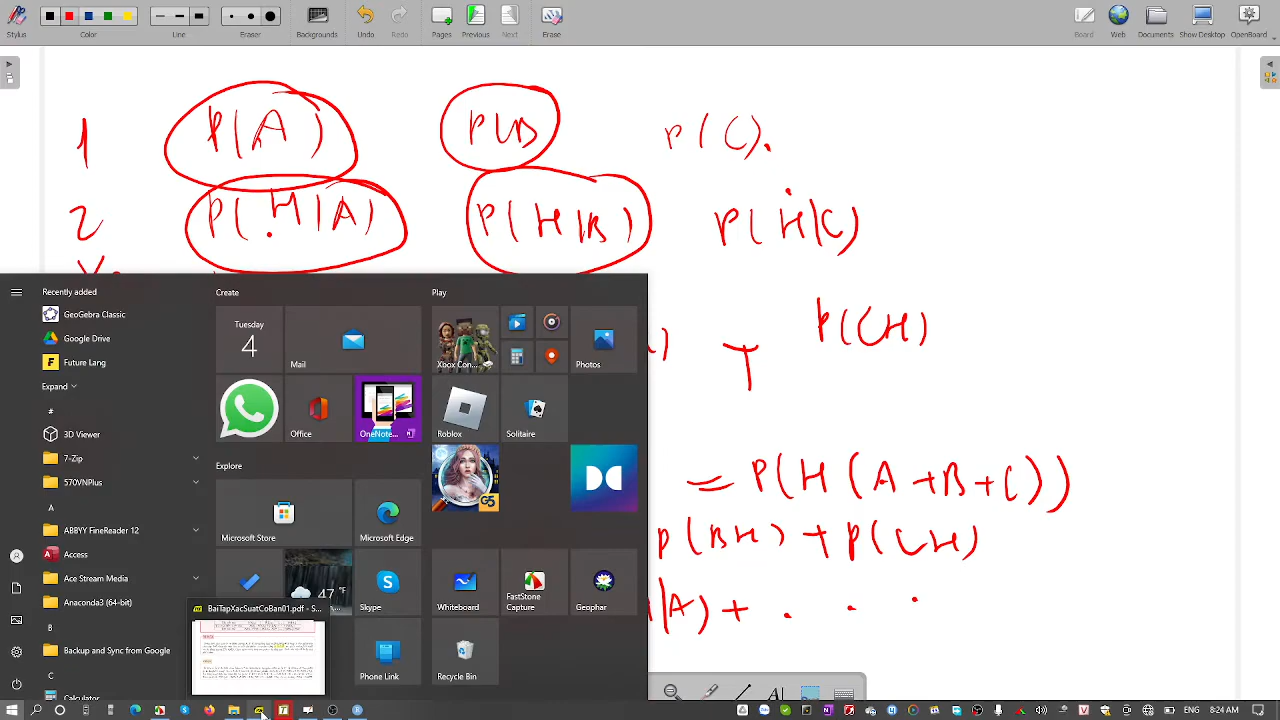 Stylus Color Line Eraser Backgrounds Undo Redo Pages Previous Next Erase Board Web Documents Show Desktop OpenBoard
1 P(A) P(B) P(C).
2 P(H|A) P(H|B) P(H|C)
+ P(CH)
= P(H(A+B+C))
P(BH) + P(CH)
|A) + . . .
Recently added
GeoGebra Classic
Google Drive
Future Lang
Expand
#
3D Viewer
7-Zip
570VNPlus
A
ABBYY FineReader 12
Access
Ace Stream Media
Anaconda3 (64-bit)
B
Backup and Sync from Google
C
Calculator
Create
Tuesday
4
Mail
Office
OneNote...
Explore
Microsoft Store
Microsoft Edge
47 °F
Skype
Phone Link
Play
Xbox Con...
Photos
Roblox
Solitaire
G5
Whiteboard
FastStone Capture
Geophar
Recycle Bin
BaiTapXacSuatCoBan01.pdf - S...
ENG 8:24 AM